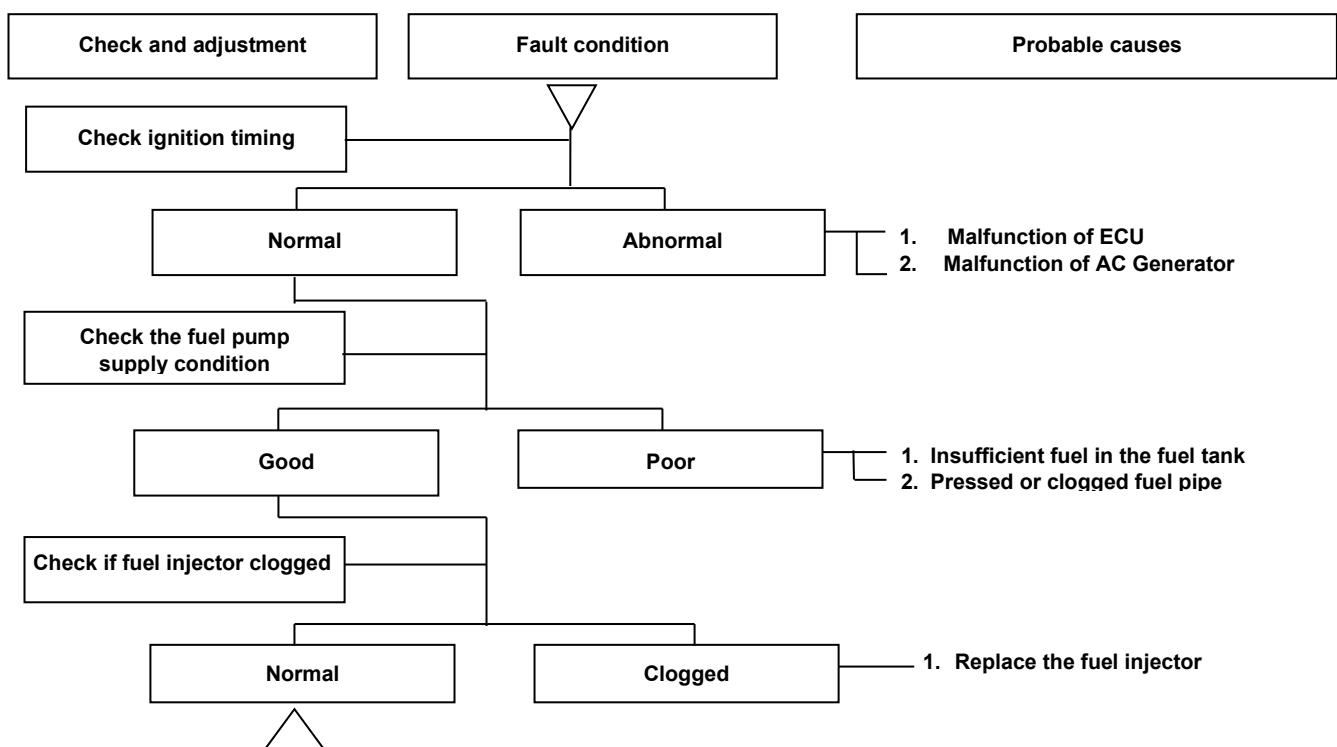 Check and adjustment
Fault condition
Probable causes
Check ignition timing
Normal
Abnormal
1. Malfunction of ECU
2. Malfunction of AC Generator
Check the fuel pump
supply condition
Good
Poor
1. Insufficient fuel in the fuel tank
2. Pressed or clogged fuel pipe
Check if fuel injector clogged
Normal
Clogged
1. Replace the fuel injector